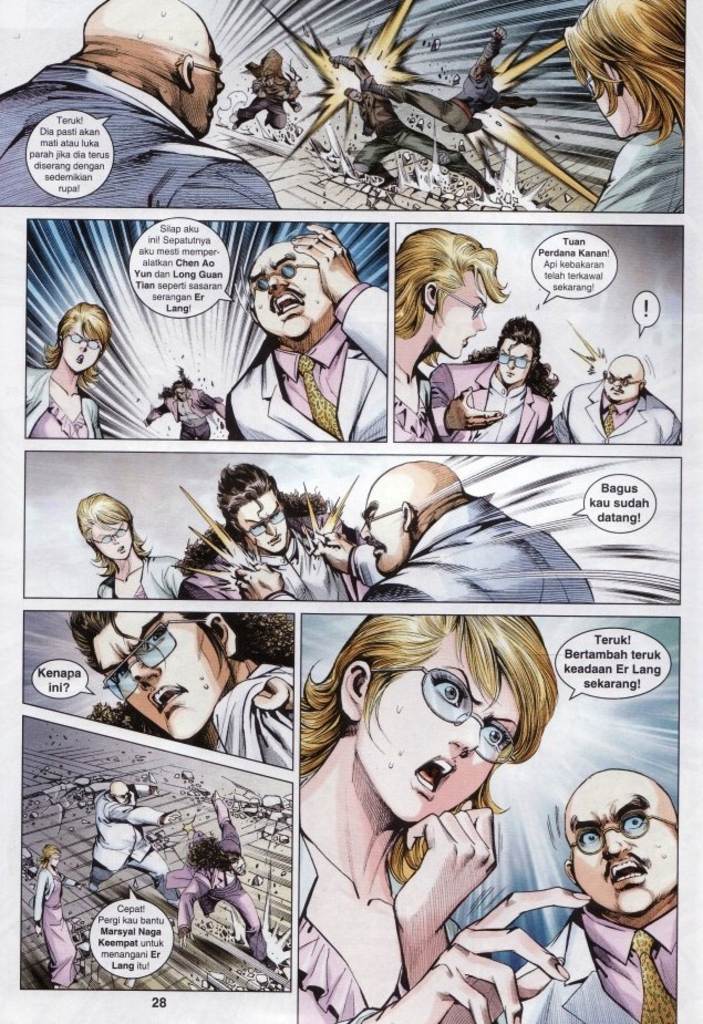 Teruk!
Dia pasti akan
mati atau luka
parah jika dia terus
diserang dengan
sedemikian
rupa!
Silap aku
ini! Sepatutnya
aku mesti memper-
alatkan Chen Ao
Yun dan Long Guan
Tian seperti sasaran
serangan Er
Lang!
Tuan
Perdana Kanan!
Api kebakaran
telah terkawal
sekarang!
!
Bagus
kau sudah
datang!
Kenapa
ini?
Teruk!
Bertambah teruk
keadaan Er Lang
sekarang!
Cepat!
Pergi kau bantu
Marsyal Naga
Keempat untuk
menangani Er
Lang itu!
28